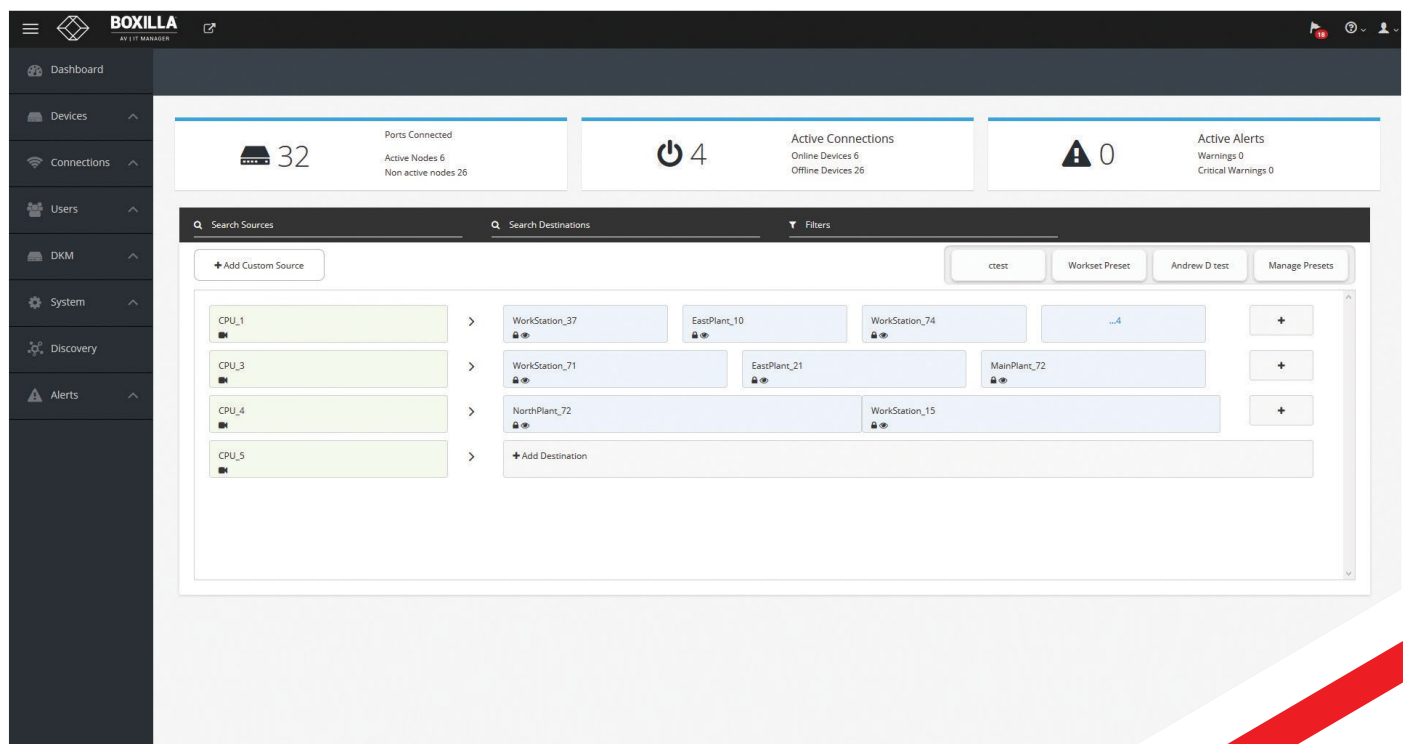 BOXILLA
AV | IT MANAGER
18
Dashboard
Devices
Connections
Users
DKM
System
Discovery
Alerts
32
Ports Connected
Active Nodes 6
Non active nodes 26
4
Active Connections
Online Devices 6
Offline Devices 26
0
Active Alerts
Warnings 0
Critical Warnings 0
Search Sources
Search Destinations
Filters
+ Add Custom Source
ctest
Workset Preset
Andrew D test
Manage Presets
CPU_1
>
WorkStation_37
EastPlant_10
WorkStation_74
...4
+
CPU_3
>
WorkStation_71
EastPlant_21
MainPlant_72
+
CPU_4
>
NorthPlant_72
WorkStation_15
+
CPU_5
>
+ Add Destination